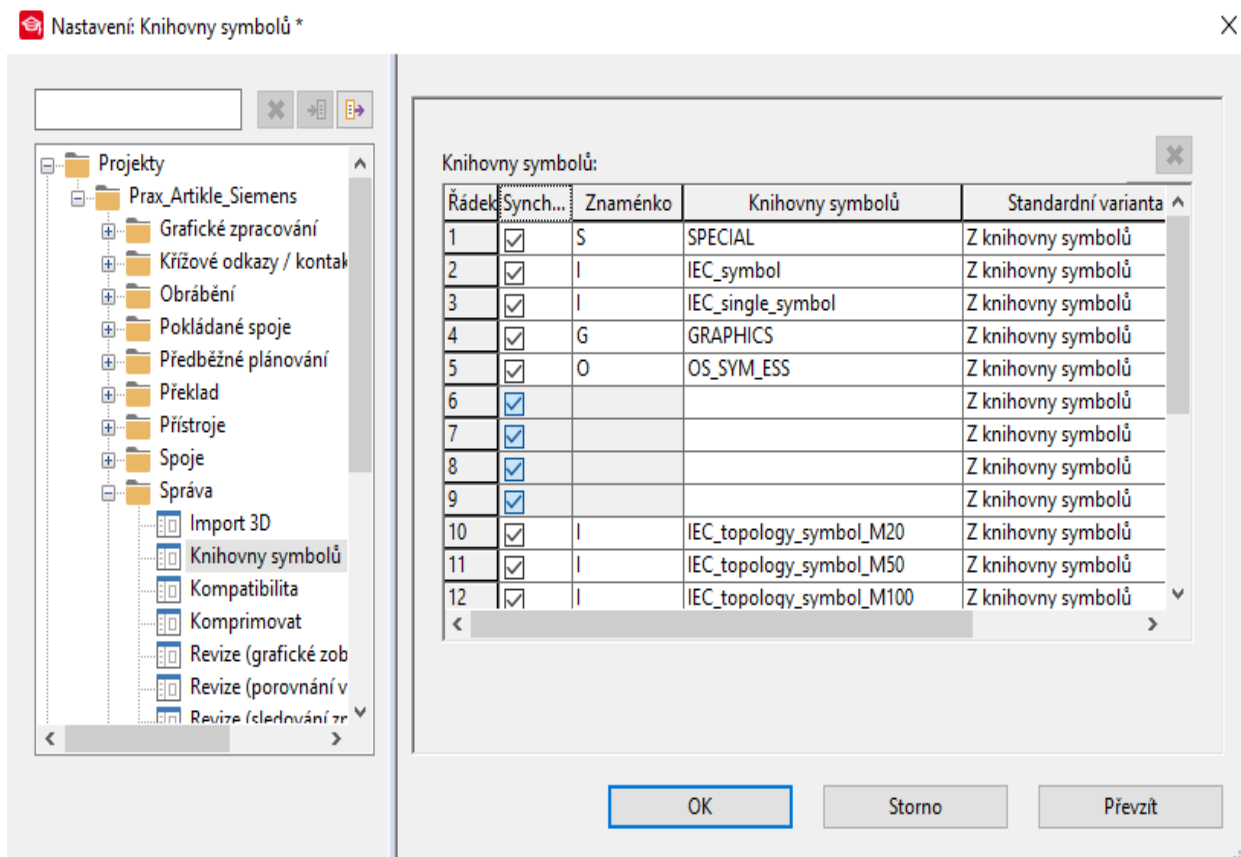 Nastavení: Knihovny symbolů *
Projekty
Prax_Artikle_Siemens
Grafické zpracování
Křížové odkazy / kontak
Obrábění
Pokládané spoje
Předběžné plánování
Překlad
Přístroje
Spoje
Správa
Import 3D
Knihovny symbolů
Kompatibilita
Komprimovat
Revize (grafické zob
Revize (porovnání v
Revize (sledování zr
Knihovny symbolů:
Řádek Synch... Znaménko Knihovny symbolů Standardní varianta
1 S SPECIAL Z knihovny symbolů
2 I IEC_symbol Z knihovny symbolů
3 I IEC_single_symbol Z knihovny symbolů
4 G GRAPHICS Z knihovny symbolů
5 O OS_SYM_ESS Z knihovny symbolů
6 Z knihovny symbolů
7 Z knihovny symbolů
8 Z knihovny symbolů
9 Z knihovny symbolů
10 I IEC_topology_symbol_M20 Z knihovny symbolů
11 I IEC_topology_symbol_M50 Z knihovny symbolů
12 I IEC_topology_symbol_M100 Z knihovny symbolů
OK Storno Převzít